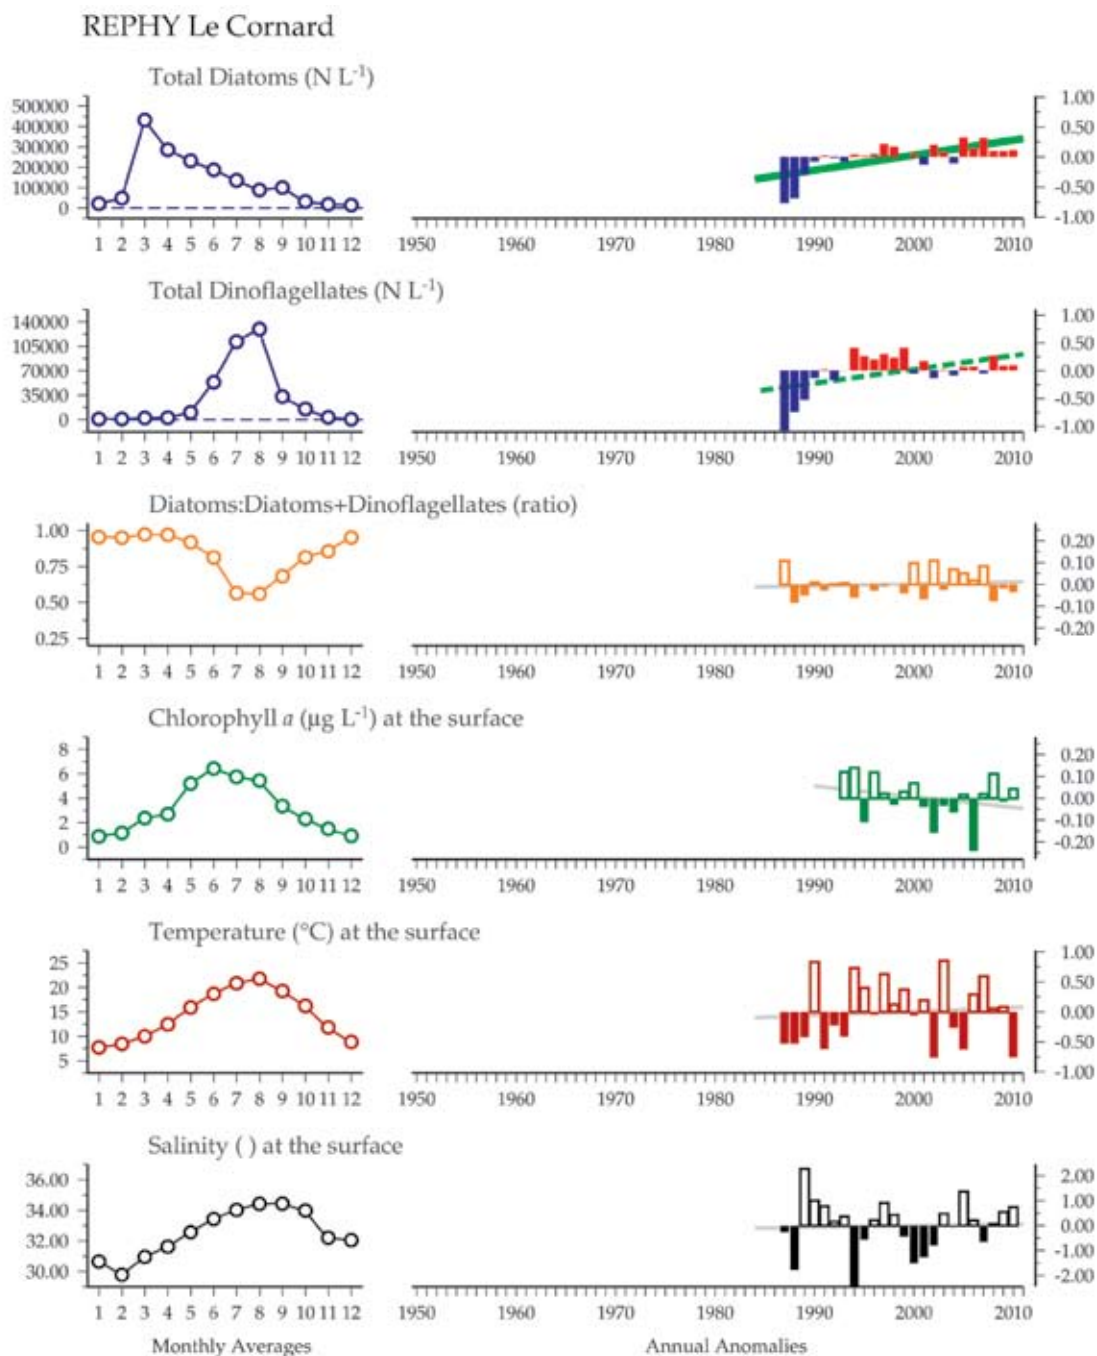 REPHY Le Cornard
Total Diatoms (N L⁻¹)
500000
400000
300000
200000
100000
0
1 2 3 4 5 6 7 8 9 10 11 12
1950 1960 1970 1980 1990 2000 2010
1.00
0.50
0.00
-0.50
-1.00
Total Dinoflagellates (N L⁻¹)
140000
105000
70000
35000
0
1 2 3 4 5 6 7 8 9 10 11 12
1950 1960 1970 1980 1990 2000 2010
1.00
0.50
0.00
-0.50
-1.00
Diatoms:Diatoms+Dinoflagellates (ratio)
1.00
0.75
0.50
0.25
1 2 3 4 5 6 7 8 9 10 11 12
1950 1960 1970 1980 1990 2000 2010
0.20
0.10
0.00
-0.10
-0.20
Chlorophyll a (µg L⁻¹) at the surface
8
6
4
2
0
1 2 3 4 5 6 7 8 9 10 11 12
1950 1960 1970 1980 1990 2000 2010
0.20
0.10
0.00
-0.10
-0.20
Temperature (°C) at the surface
25
20
15
10
5
1 2 3 4 5 6 7 8 9 10 11 12
1950 1960 1970 1980 1990 2000 2010
1.00
0.50
0.00
-0.50
-1.00
Salinity ( ) at the surface
36.00
34.00
32.00
30.00
1 2 3 4 5 6 7 8 9 10 11 12
1950 1960 1970 1980 1990 2000 2010
2.00
1.00
0.00
-1.00
-2.00
Monthly Averages
Annual Anomalies